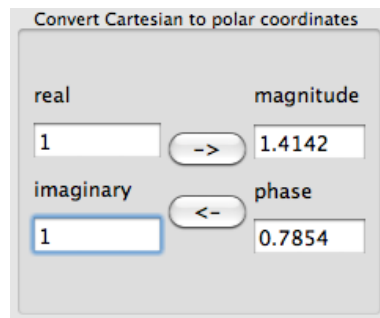 Convert Cartesian to polar coordinates
real magnitude
1 -> 1.4142
imaginary phase
<-
1 0.7854